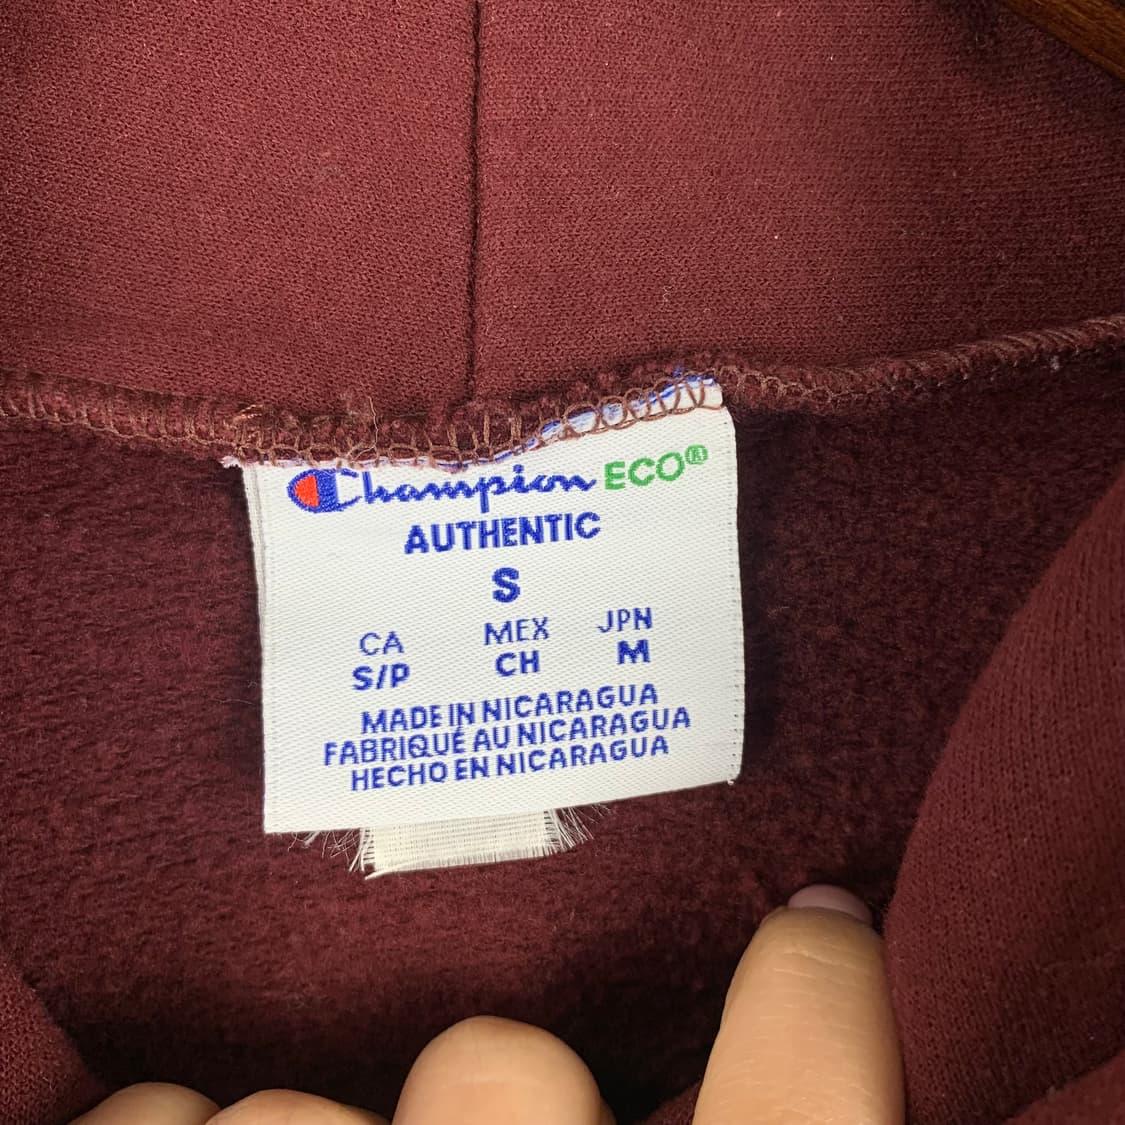 Champion ECO®
AUTHENTIC
S
CA MEX JPN
S/P CH M
MADE IN NICARAGUA
FABRIQUÉ AU NICARAGUA
HECHO EN NICARAGUA